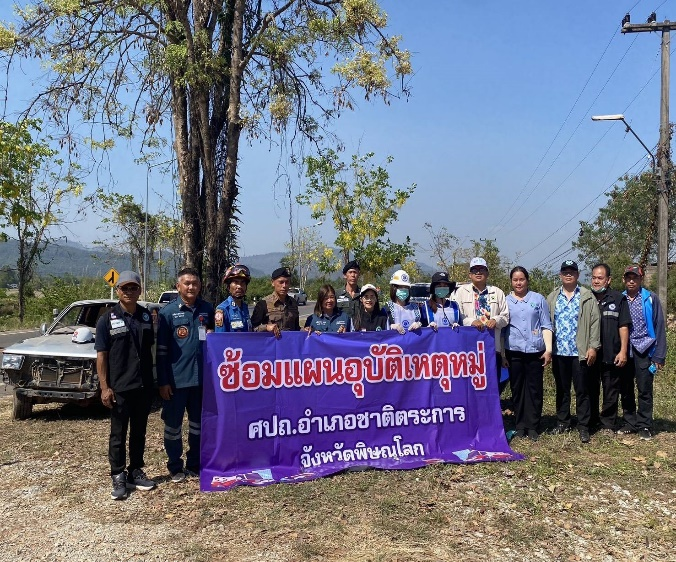 ซ้อมแผนอุบัติเหตุหมู่
ศปถ.อำเภอชาติตระการ
จังหวัดพิษณุโลก